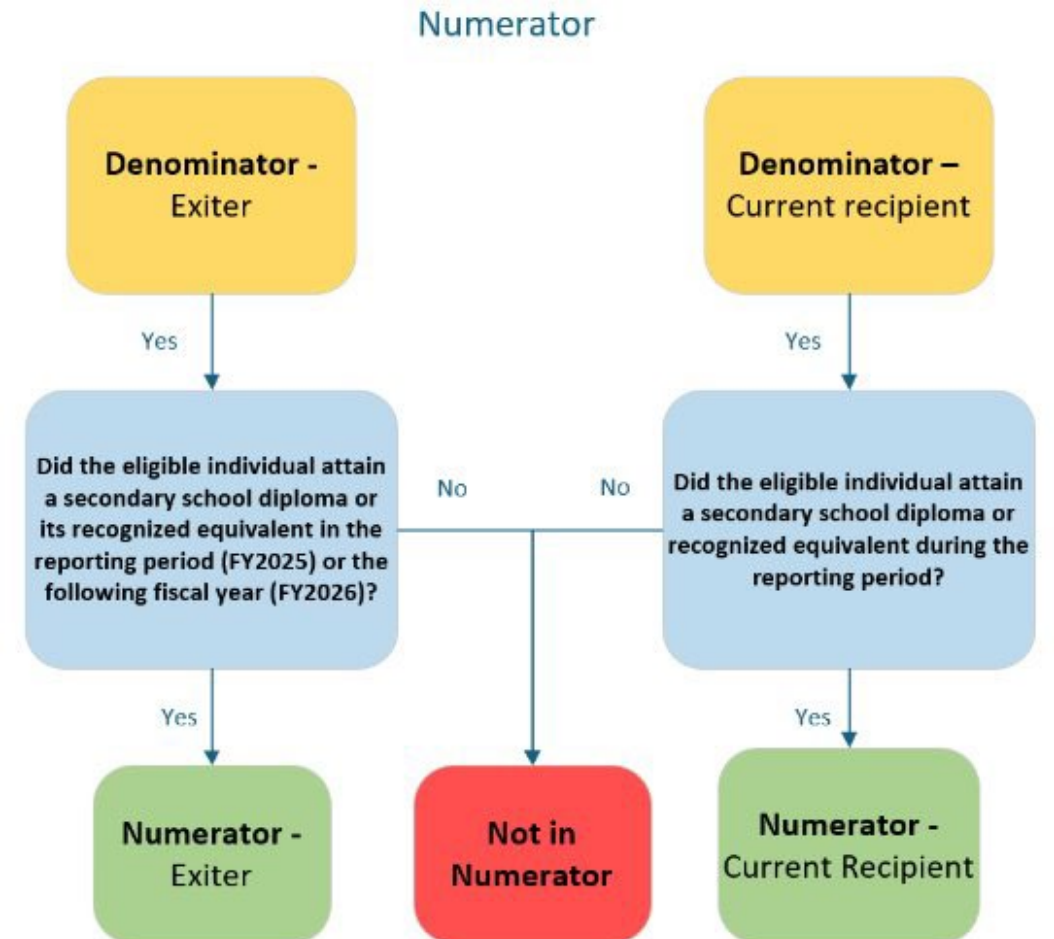 Numerator
Denominator -
Exiter
Denominator –
Current recipient
Yes
Yes
Did the eligible individual attain
a secondary school diploma or
its recognized equivalent in the
reporting period (FY2025) or the
following fiscal year (FY2026)?
No
No
Did the eligible individual attain
a secondary school diploma or
recognized equivalent during the
reporting period?
Yes
Yes
Numerator -
Exiter
Not in
Numerator
Numerator -
Current Recipient